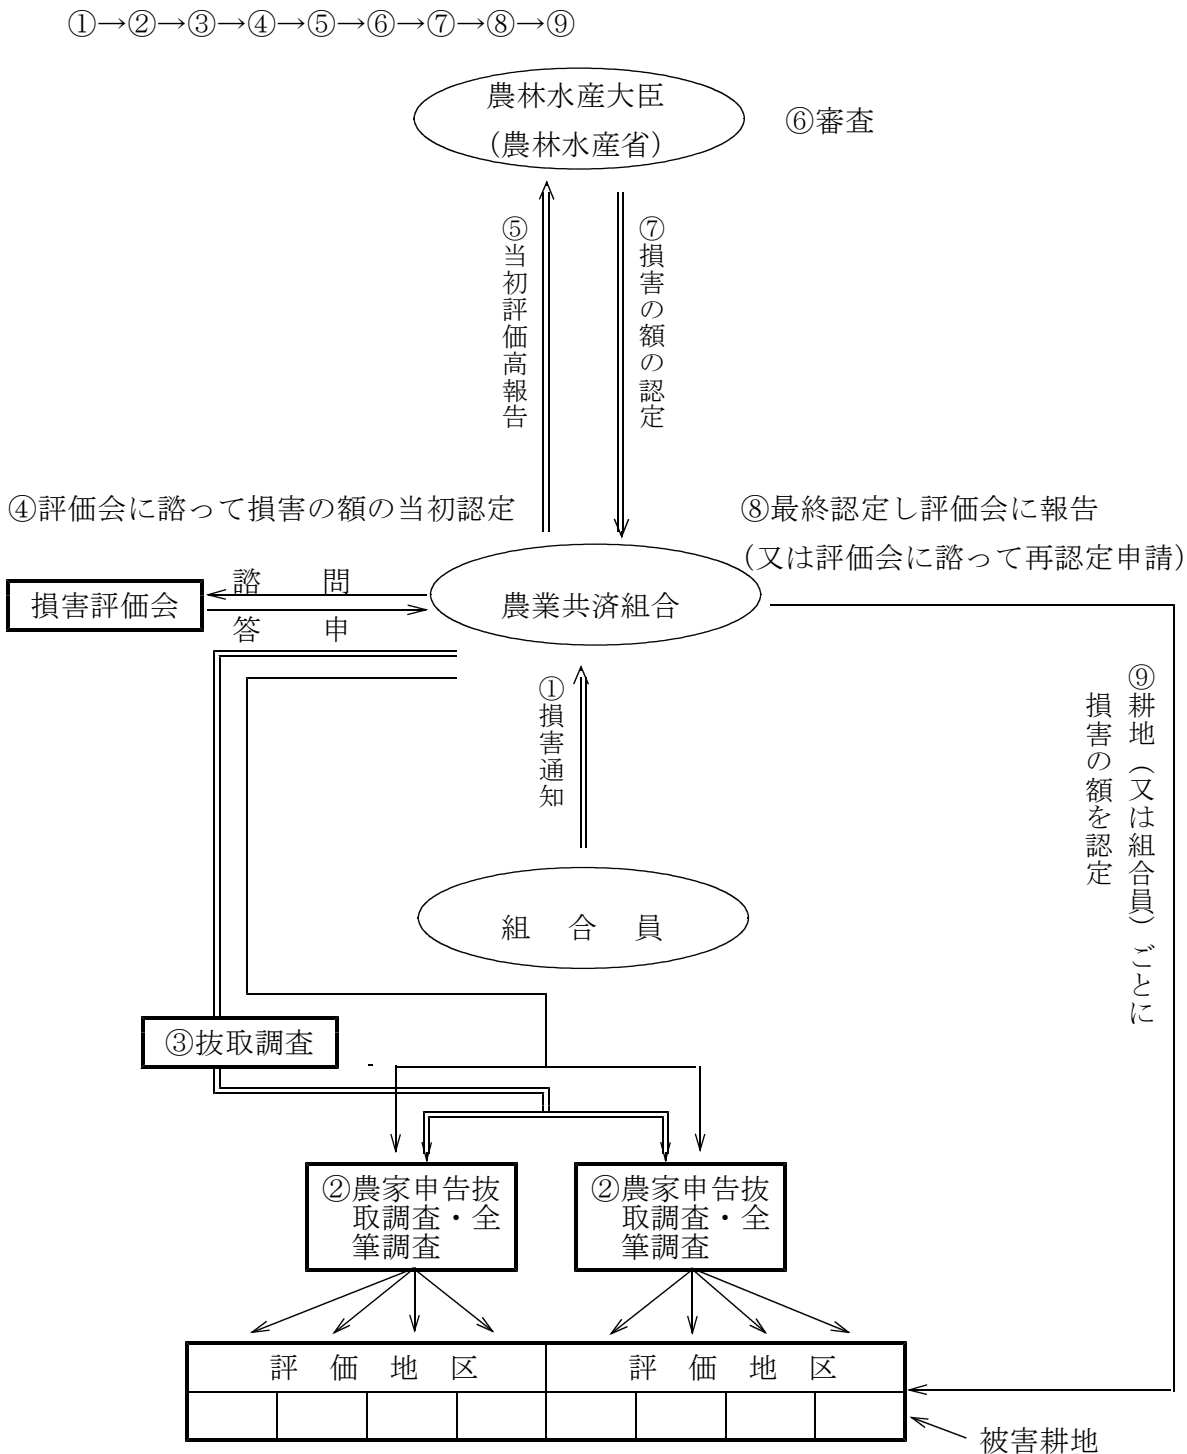 ①→②→③→④→⑤→⑥→⑦→⑧→⑨
農林水産大臣
(農林水産省)
⑥審査
⑤当初評価高報告
⑦損害の額の認定
④評価会に諮って損害の額の当初認定
⑧最終認定し評価会に報告
(又は評価会に諮って再認定申請)
諮 問
損害評価会
農業共済組合
答 申
①損害通知
⑨耕地(又は組合員)ごとに
損害の額を認定
組 合 員
③抜取調査
②農家申告抜
取調査・全
筆調査
②農家申告抜
取調査・全
筆調査
評 価 地 区
評 価 地 区
被害耕地